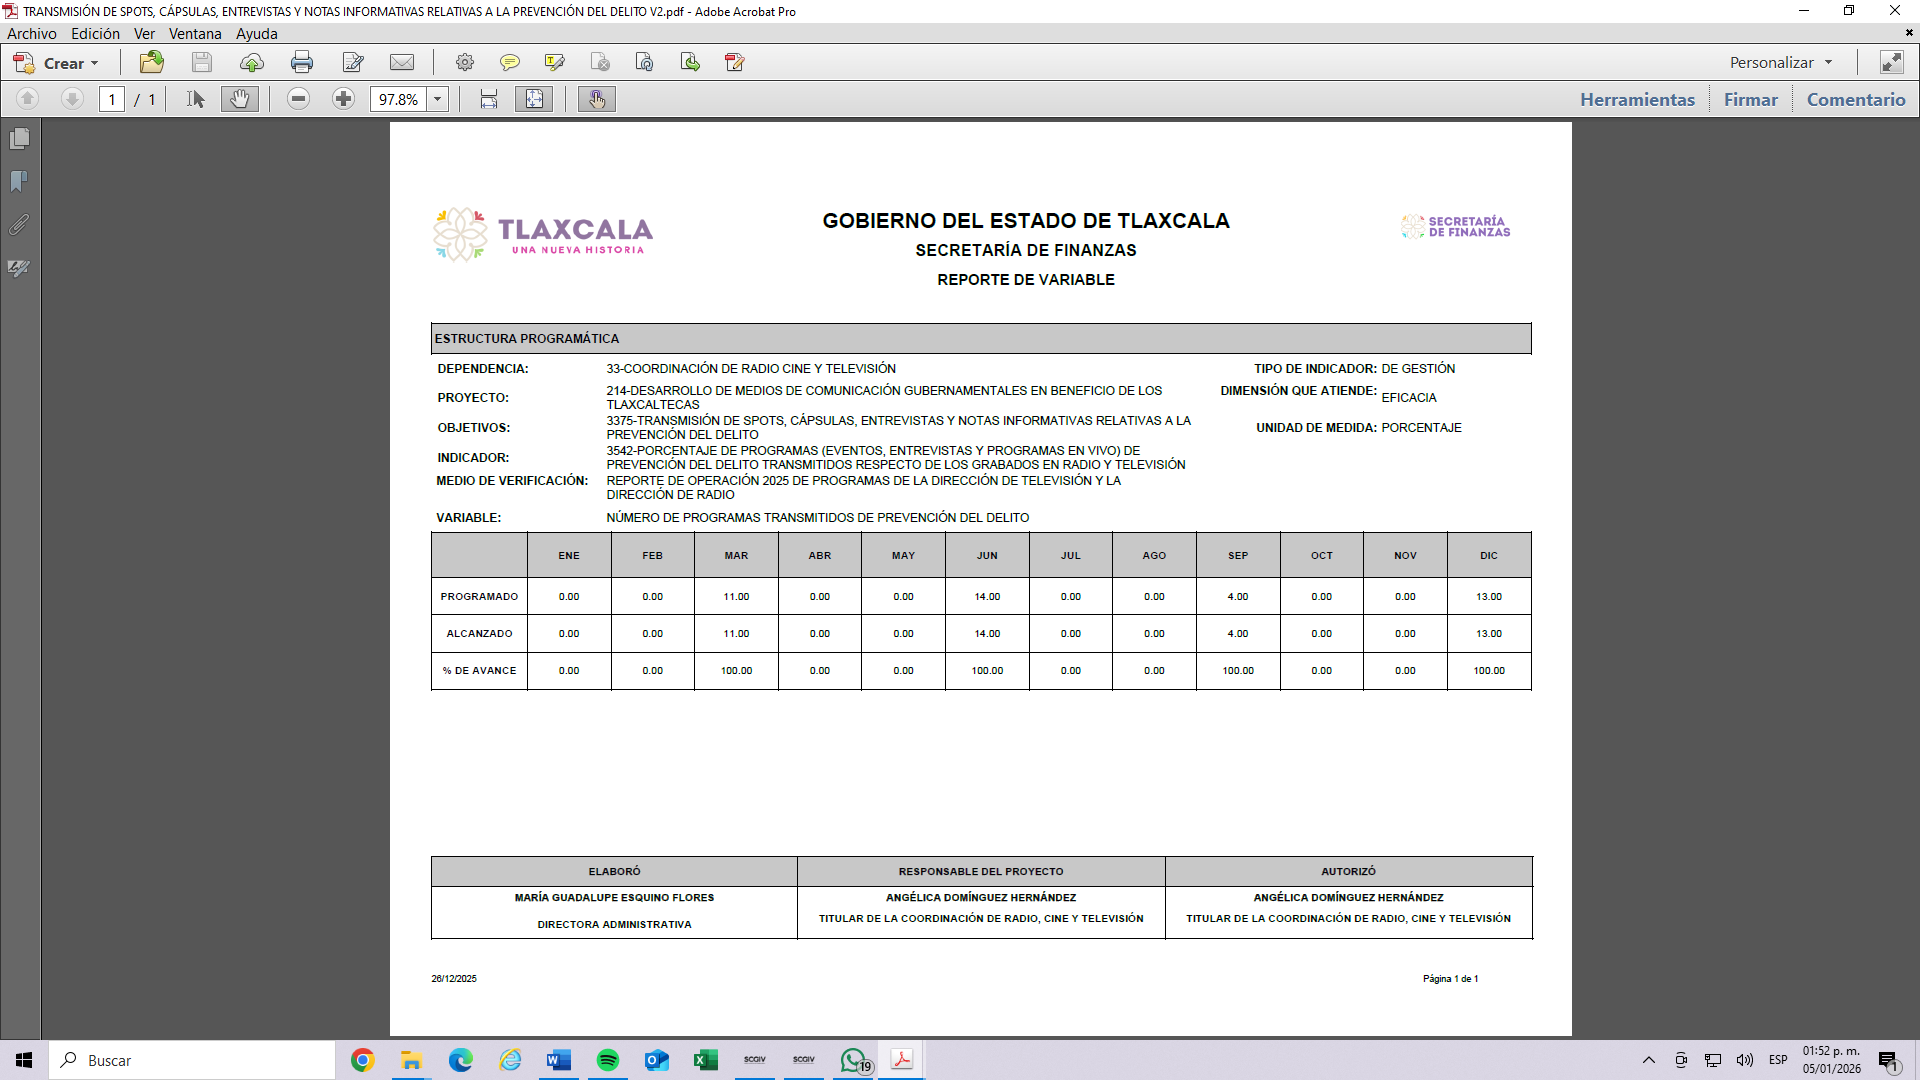 TRANSMISIÓN DE SPOTS, CÁPSULAS, ENTREVISTAS Y NOTAS INFORMATIVAS RELATIVAS A LA PREVENCIÓN DEL DELITO V2.pdf - Adobe Acrobat Pro
Archivo Edición Ver Ventana Ayuda
Crear Personalizar
1 / 1 97.8% Herramientas Firmar Comentario
TLAXCALA
UNA NUEVA HISTORIA
GOBIERNO DEL ESTADO DE TLAXCALA
SECRETARÍA DE FINANZAS
REPORTE DE VARIABLE
SECRETARÍA
DE FINANZAS
ESTRUCTURA PROGRAMÁTICA
DEPENDENCIA: 33-COORDINACIÓN DE RADIO CINE Y TELEVISIÓN TIPO DE INDICADOR: DE GESTIÓN
PROYECTO: 214-DESARROLLO DE MEDIOS DE COMUNICACIÓN GUBERNAMENTALES EN BENEFICIO DE LOS
TLAXCALTECAS
DIMENSIÓN QUE ATIENDE: EFICACIA
OBJETIVOS: 3375-TRANSMISIÓN DE SPOTS, CÁPSULAS, ENTREVISTAS Y NOTAS INFORMATIVAS RELATIVAS A LA
PREVENCIÓN DEL DELITO
UNIDAD DE MEDIDA: PORCENTAJE
INDICADOR: 3542-PORCENTAJE DE PROGRAMAS (EVENTOS, ENTREVISTAS Y PROGRAMAS EN VIVO) DE
PREVENCIÓN DEL DELITO TRANSMITIDOS RESPECTO DE LOS GRABADOS EN RADIO Y TELEVISIÓN
MEDIO DE VERIFICACIÓN: REPORTE DE OPERACIÓN 2025 DE PROGRAMAS DE LA DIRECCIÓN DE TELEVISIÓN Y LA
DIRECCIÓN DE RADIO
VARIABLE: NÚMERO DE PROGRAMAS TRANSMITIDOS DE PREVENCIÓN DEL DELITO
ENE FEB MAR ABR MAY JUN JUL AGO SEP OCT NOV DIC
PROGRAMADO 0.00 0.00 11.00 0.00 0.00 14.00 0.00 0.00 4.00 0.00 0.00 13.00
ALCANZADO 0.00 0.00 11.00 0.00 0.00 14.00 0.00 0.00 4.00 0.00 0.00 13.00
% DE AVANCE 0.00 0.00 100.00 0.00 0.00 100.00 0.00 0.00 100.00 0.00 0.00 100.00
ELABORÓ RESPONSABLE DEL PROYECTO AUTORIZÓ
MARÍA GUADALUPE ESQUINO FLORES ANGÉLICA DOMÍNGUEZ HERNÁNDEZ ANGÉLICA DOMÍNGUEZ HERNÁNDEZ
DIRECTORA ADMINISTRATIVA TITULAR DE LA COORDINACIÓN DE RADIO, CINE Y TELEVISIÓN TITULAR DE LA COORDINACIÓN DE RADIO, CINE Y TELEVISIÓN
26/12/2025 Página 1 de 1
Buscar
19
ESP
01:52 p. m.
05/01/2026
1